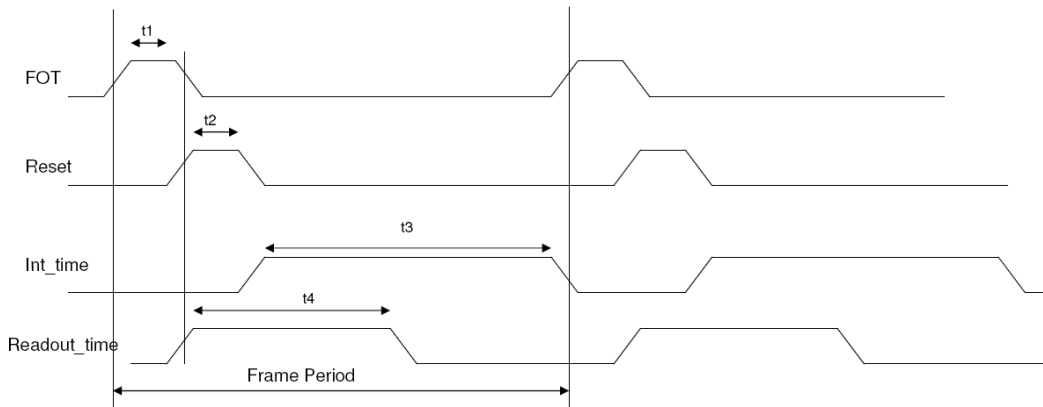 t1
FOT
t2
Reset
t3
Int_time
t4
Readout_time
Frame Period